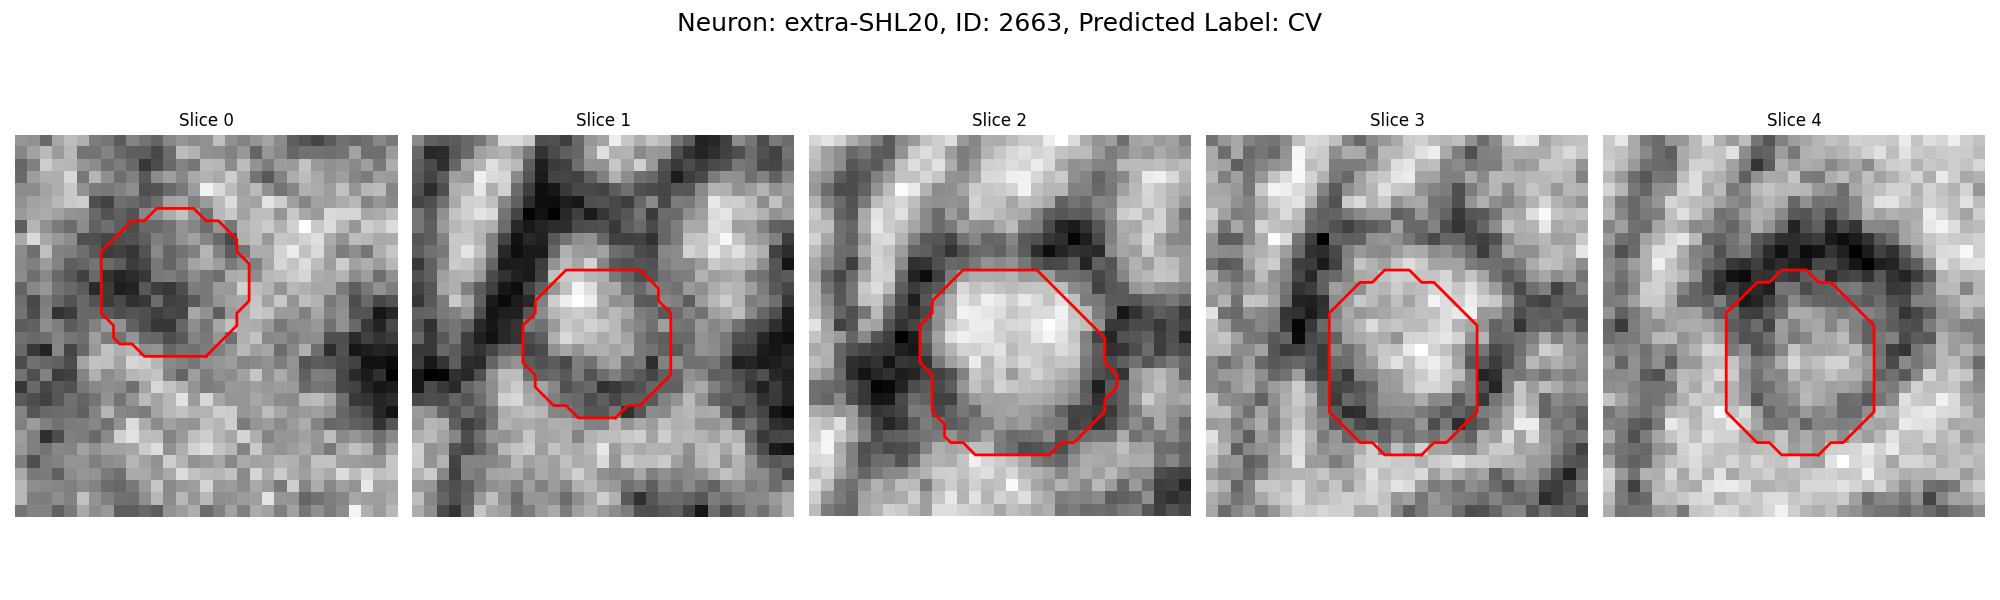 Neuron: extra-SHL20, ID: 2663, Predicted Label: CV
Slice 0
Slice 1
Slice 2
Slice 3
Slice 4